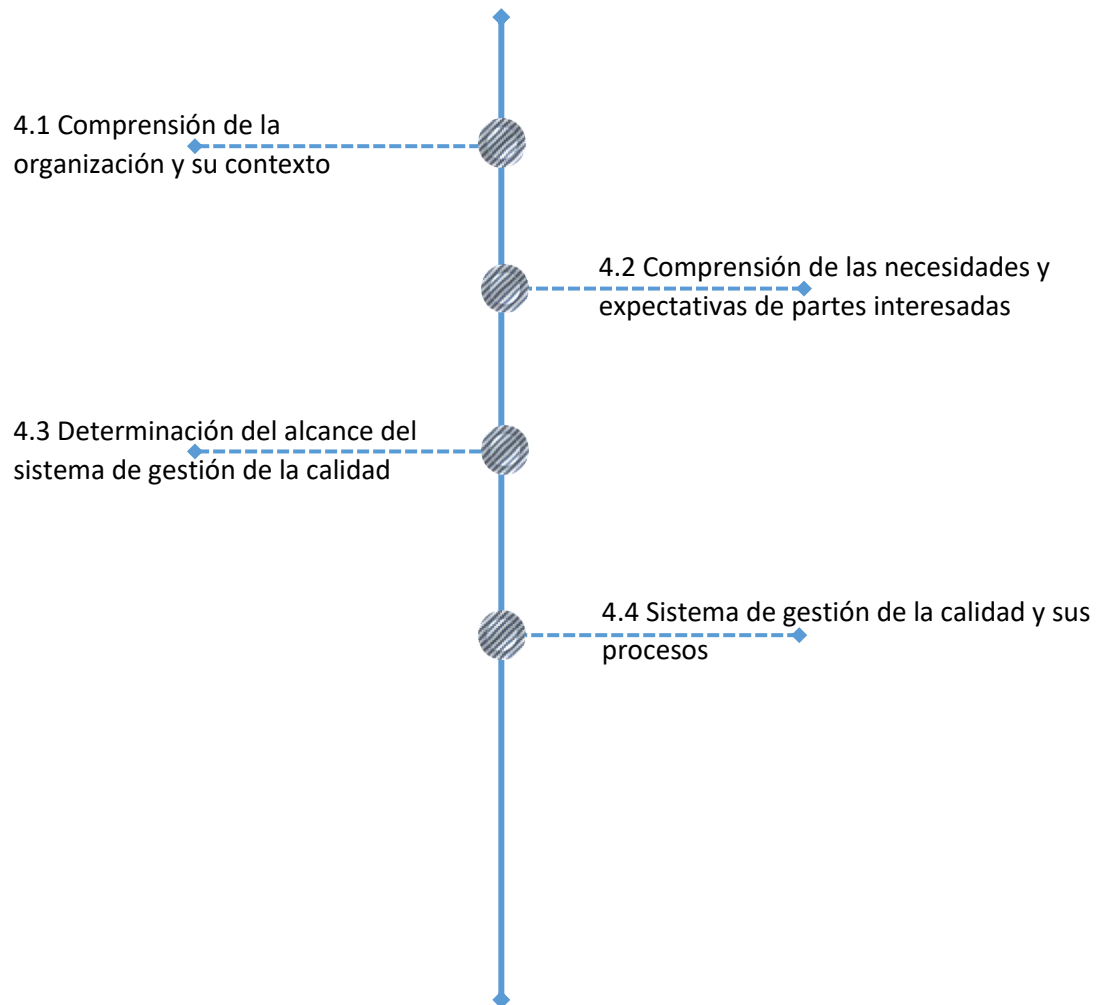 4.1 Comprensión de la
organización y su contexto
4.2 Comprensión de las necesidades y
expectativas de partes interesadas
4.3 Determinación del alcance del
sistema de gestión de la calidad
4.4 Sistema de gestión de la calidad y sus
procesos